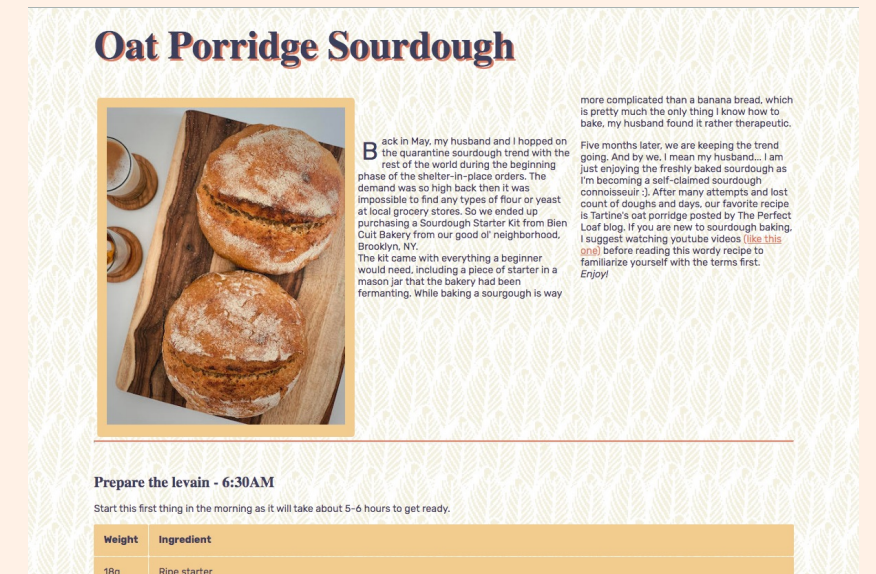 Oat Porridge Sourdough
Back in May, my husband and I hopped on
the quarantine sourdough trend with the
rest of the world during the beginning
phase of the shelter-in-place orders. The
demand was so high back then it was
impossible to find any types of flour or yeast
at local grocery stores. So we ended up
purchasing a Sourdough Starter Kit from Bien
Cuit Bakery from our good ol' neighborhood,
Brooklyn, NY.
The kit came with everything a beginner
would need, including a piece of starter in a
mason jar that the bakery had been
fermanting. While baking a sourgough is way
more complicated than a banana bread, which
is pretty much the only thing I know how to
bake, my husband found it rather therapeutic.
Five months later, we are keeping the trend
going. And by we, I mean my husband... I am
just enjoying the freshly baked sourdough as
I'm becoming a self-claimed sourdough
connoisseur :). After many attempts and lost
count of doughs and days, our favorite recipe
is Tartine's oat porridge posted by The Perfect
Loaf blog. If you are new to sourdough baking,
I suggest watching youtube videos (like this
one) before reading this wordy recipe to
familiarize yourself with the terms first.
Enjoy!
Prepare the levain - 6:30AM
Start this first thing in the morning as it will take about 5-6 hours to get ready.
Weight Ingredient
18g Ripe starter